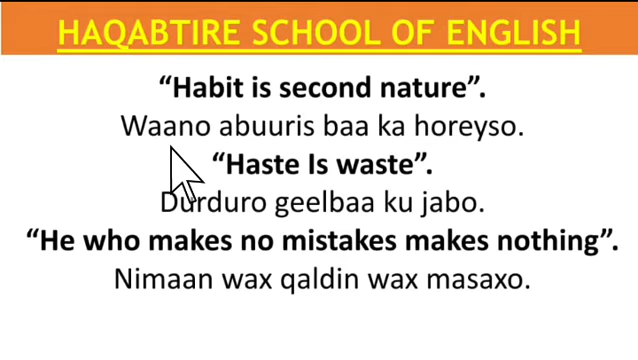 HAQABTIRE SCHOOL OF ENGLISH
“Habit is second nature”.
Waano abuuris baa ka horeyso.
“Haste Is waste”.
Durduro geelbaa ku jabo.
“He who makes no mistakes makes nothing”.
Nimaan wax qaldin wax masaxo.